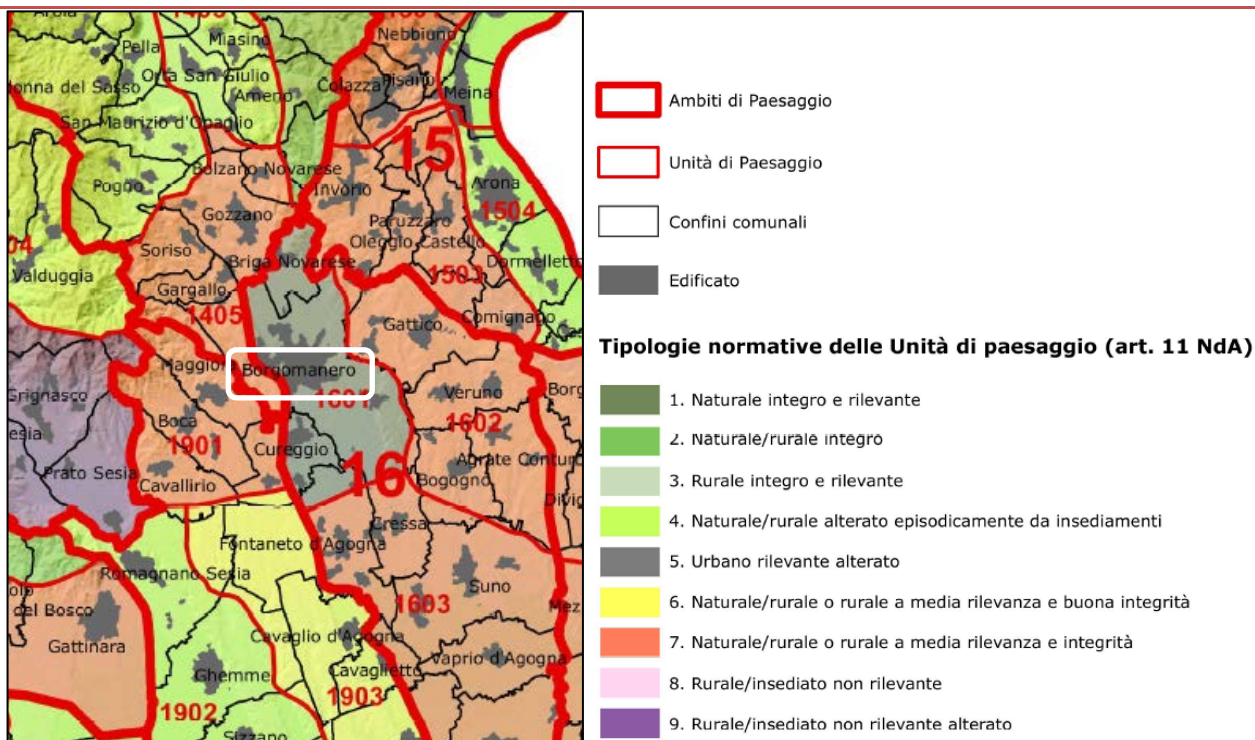 Arola
Pella
Miasino
Nebbiuno
Orta San Giulio
Colazza
Pisano
Meina
Ameno
San Maurizio d'Opaglio
15
Bolzano Novarese
Invorio
Arona
Pogno
Gozzano
Paruzzaro
1504
Oleggio Castello
Soriso
Briga Novarese
Dormelletto
Valduggia
1503
Gargallo
1405
Gattico
Comignago
Maggiora
Borgomanero
1601
Veruno
Grignasco
Boca
1602
1901
Cureggio
16
Agrate Conturbia
Prato Sesia
Cavallirio
Bogogno
Cressa
Fontaneto d'Agogna
Romagnano Sesia
Suno
del Bosco
1603
Gattinara
Cavaglio d'Agogna
Ghemme
Cavaglietto
Vaprio d'Agogna
1903
1902
Sizzano
Ambiti di Paesaggio
Unità di Paesaggio
Confini comunali
Edificato
Tipologie normative delle Unità di paesaggio (art. 11 NdA)
1. Naturale integro e rilevante
2. Naturale/rurale integro
3. Rurale integro e rilevante
4. Naturale/rurale alterato episodicamente da insediamenti
5. Urbano rilevante alterato
6. Naturale/rurale o rurale a media rilevanza e buona integrità
7. Naturale/rurale o rurale a media rilevanza e integrità
8. Rurale/insediato non rilevante
9. Rurale/insediato non rilevante alterato